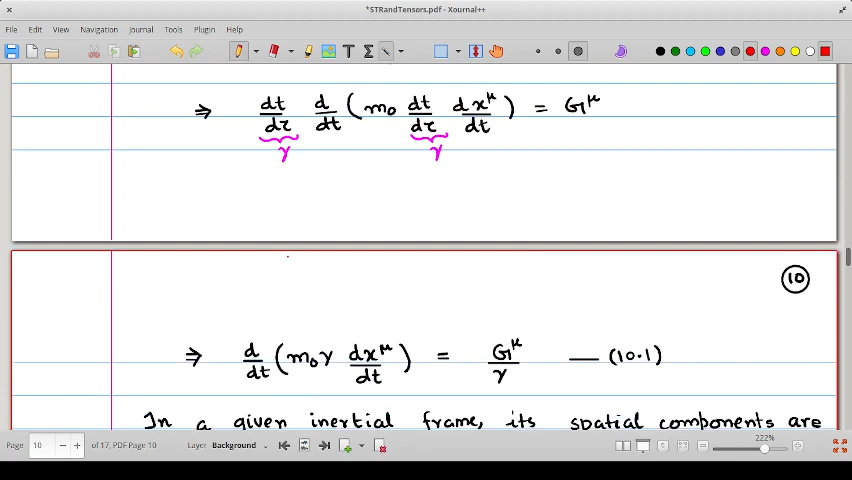 *STRandTensors.pdf - Xournal++
File Edit View Navigation Journal Tools Plugin Help
⇒ dt/dτ d/dt ( m₀ dt/dτ dx^μ/dt ) = G^μ
γ γ
10
⇒ d/dt ( m₀γ dx^μ/dt ) = G^μ/γ — (10.1)
In a given inertial frame, its spatial components are
Page 10 of 17, PDF Page 10 Layer Background 222%